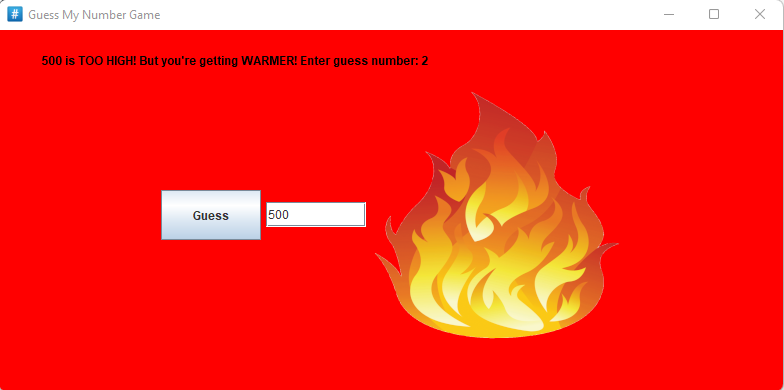 # Guess My Number Game
500 is TOO HIGH! But you're getting WARMER! Enter guess number: 2
Guess 500